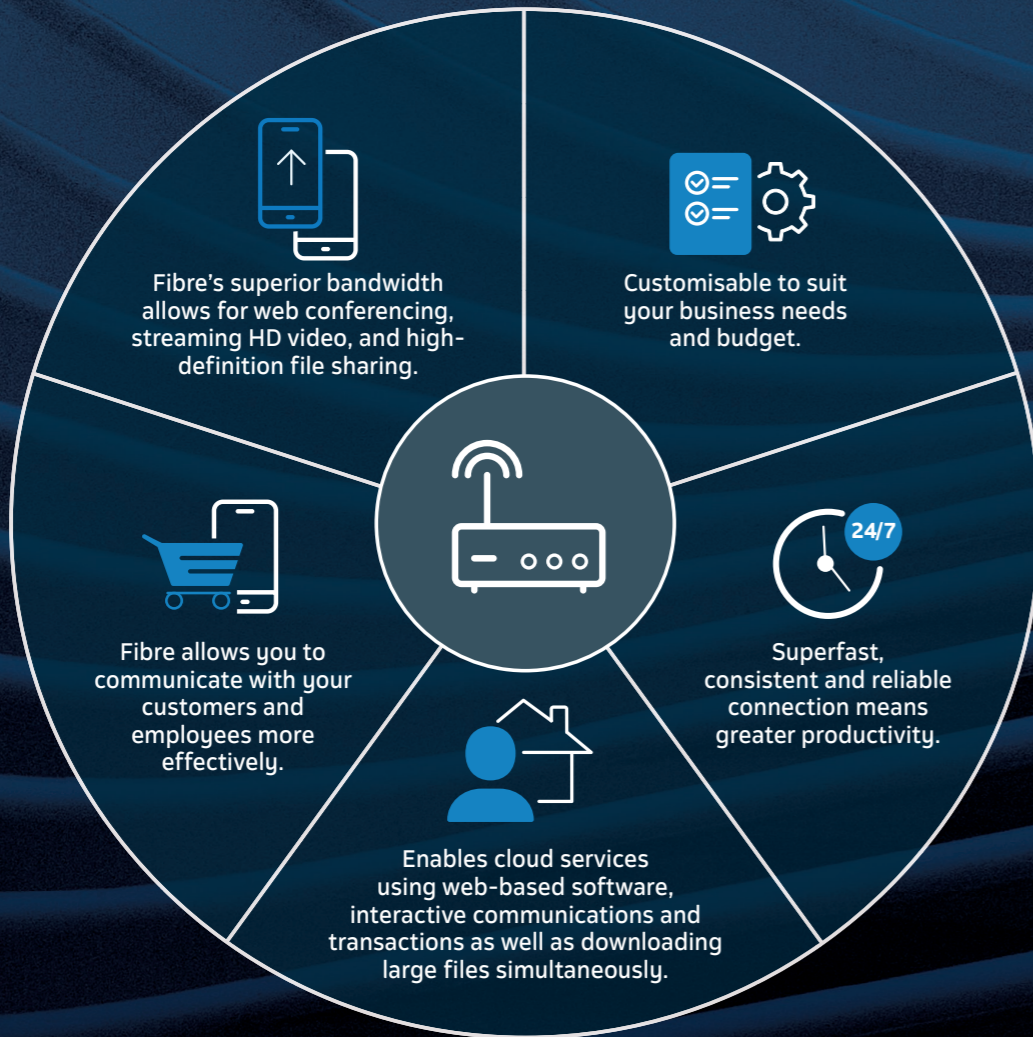 Fibre’s superior bandwidth
allows for web conferencing,
streaming HD video, and high-
definition file sharing.
Customisable to suit
your business needs
and budget.
Fibre allows you to
communicate with your
customers and
employees more
effectively.
24/7
Superfast,
consistent and reliable
connection means
greater productivity.
Enables cloud services
using web-based software,
interactive communications and
transactions as well as downloading
large files simultaneously.